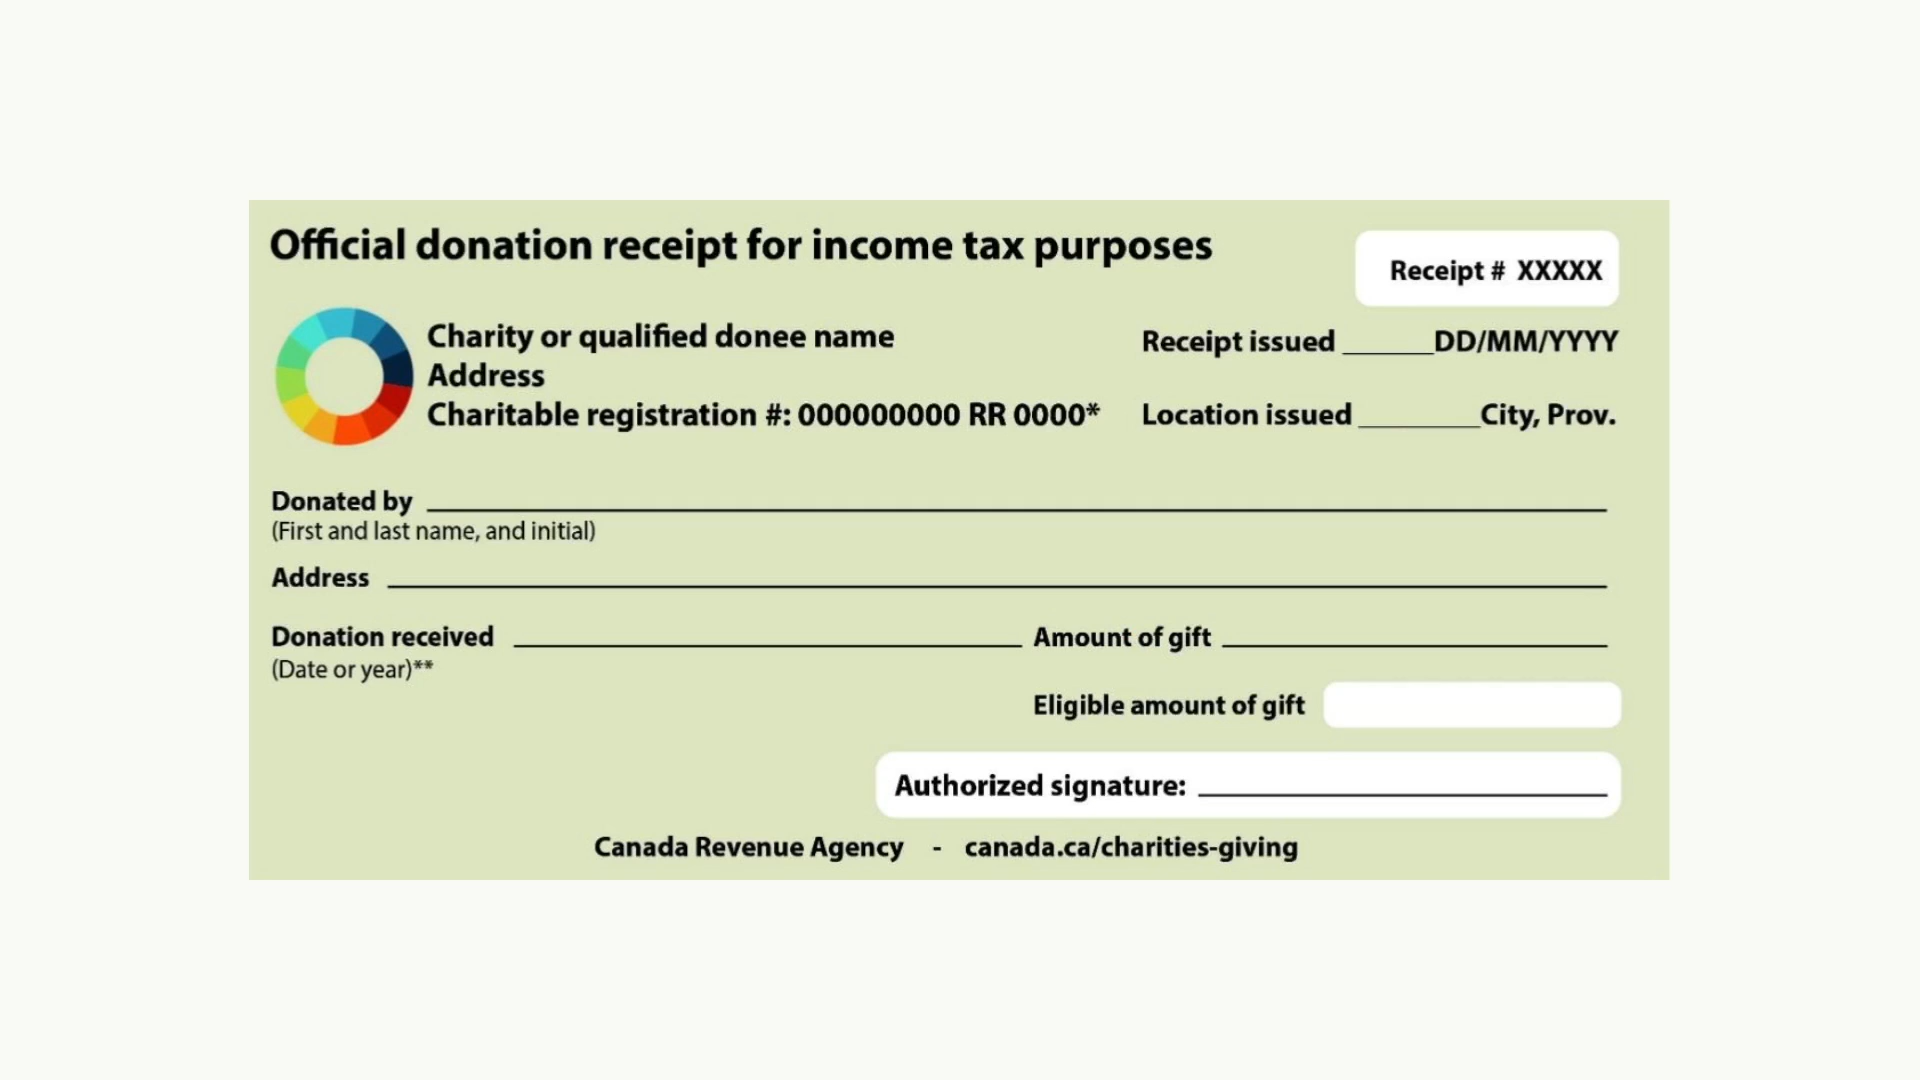 Official donation receipt for income tax purposes
Receipt # XXXXX
Charity or qualified donee name
Address
Charitable registration #: 000000000 RR 0000*
Receipt issued ______DD/MM/YYYY
Location issued ________City, Prov.
Donated by
(First and last name, and initial)
Address
Donation received
(Date or year)**
Amount of gift
Eligible amount of gift
Authorized signature:
Canada Revenue Agency - canada.ca/charities-giving